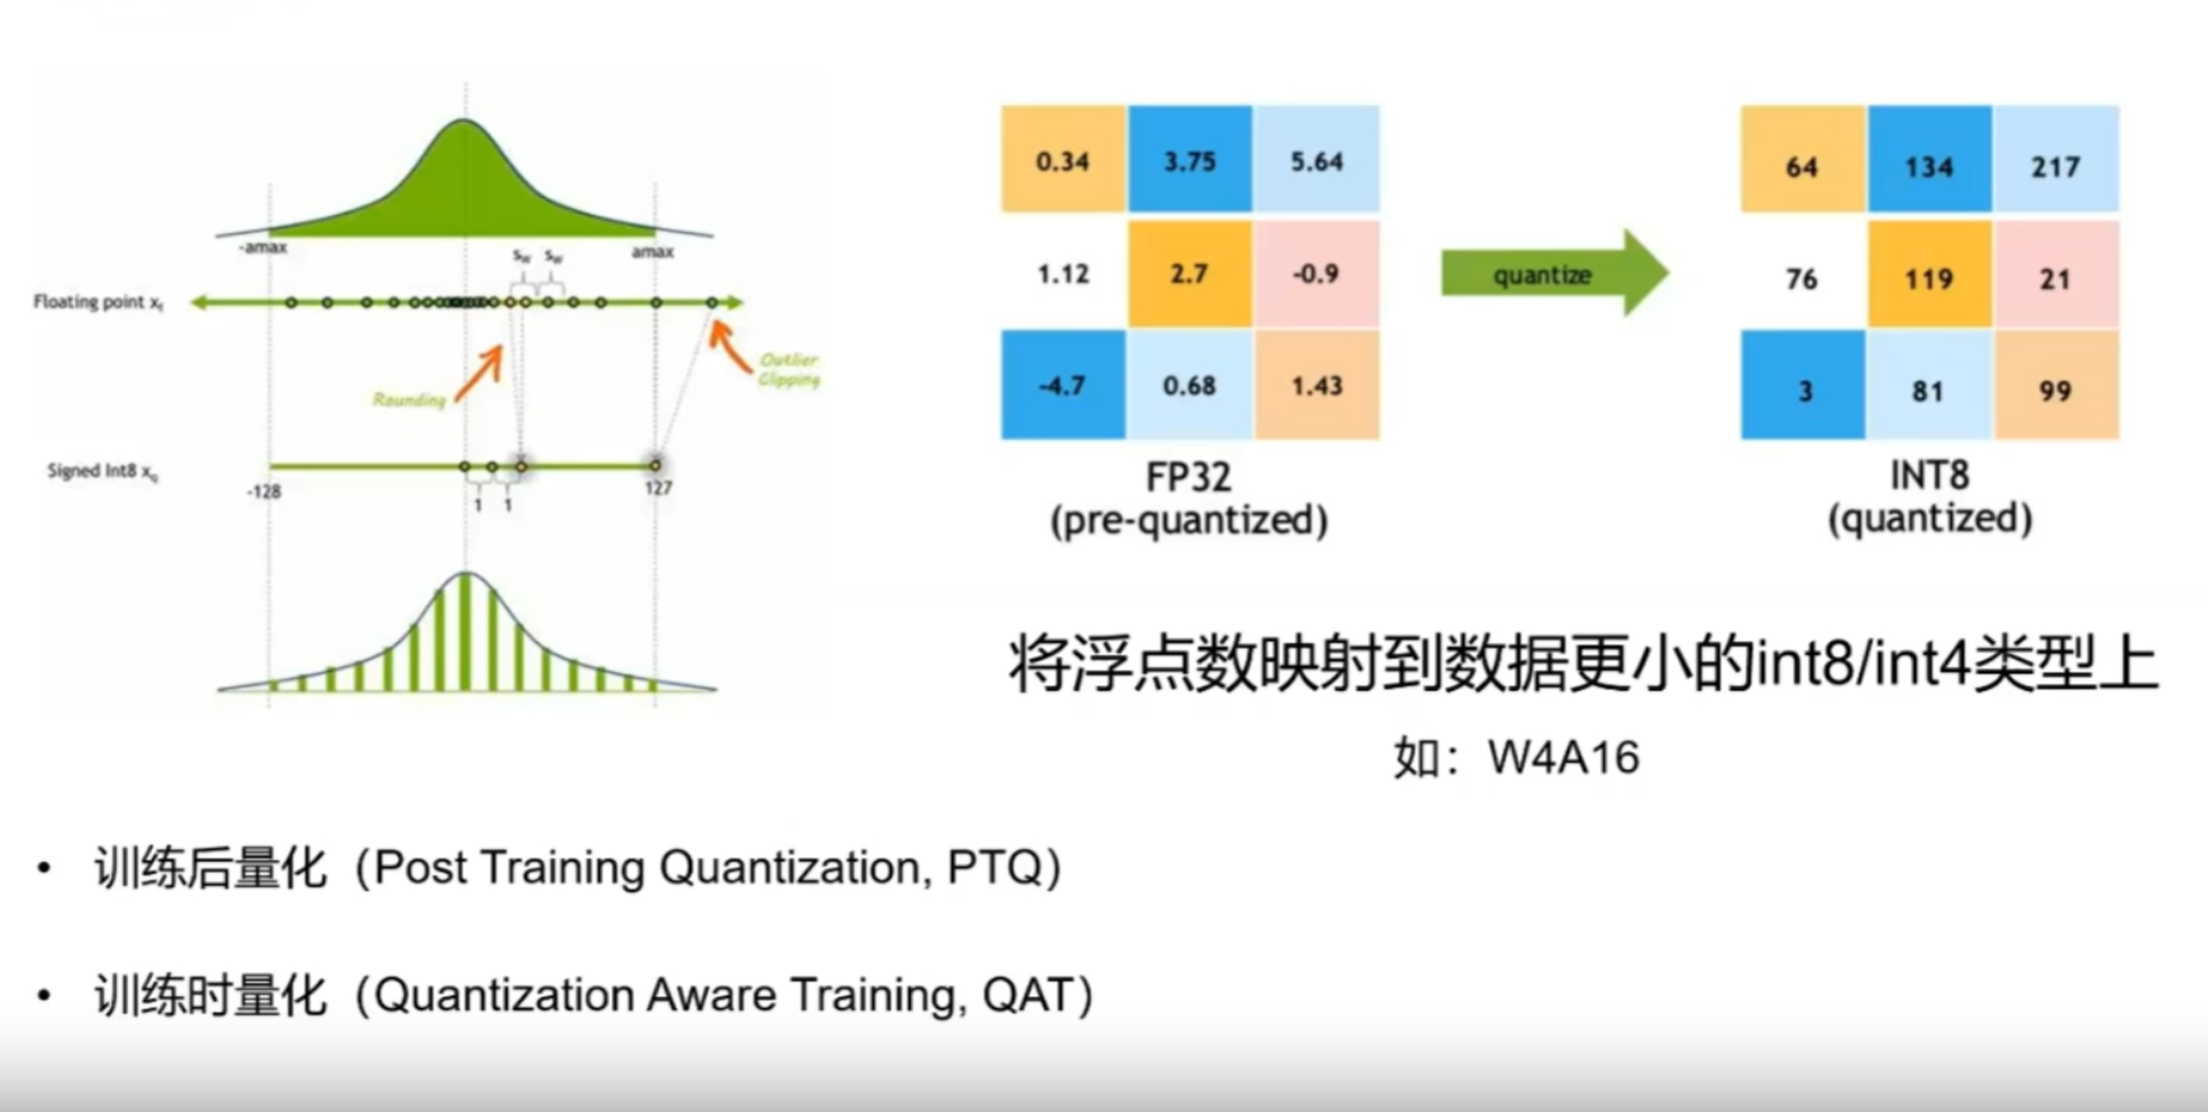 -amax
amax
sw sw
Floating point xf
Rounding
Outlier
Clipping
Signed Int8 xq
-128
127
1 1
0.34 3.75 5.64
1.12 2.7 -0.9
-4.7 0.68 1.43
FP32
(pre-quantized)
quantize
64 134 217
76 119 21
3 81 99
INT8
(quantized)
将浮点数映射到数据更小的int8/int4类型上
如：W4A16
• 训练后量化（Post Training Quantization, PTQ）
• 训练时量化（Quantization Aware Training, QAT）